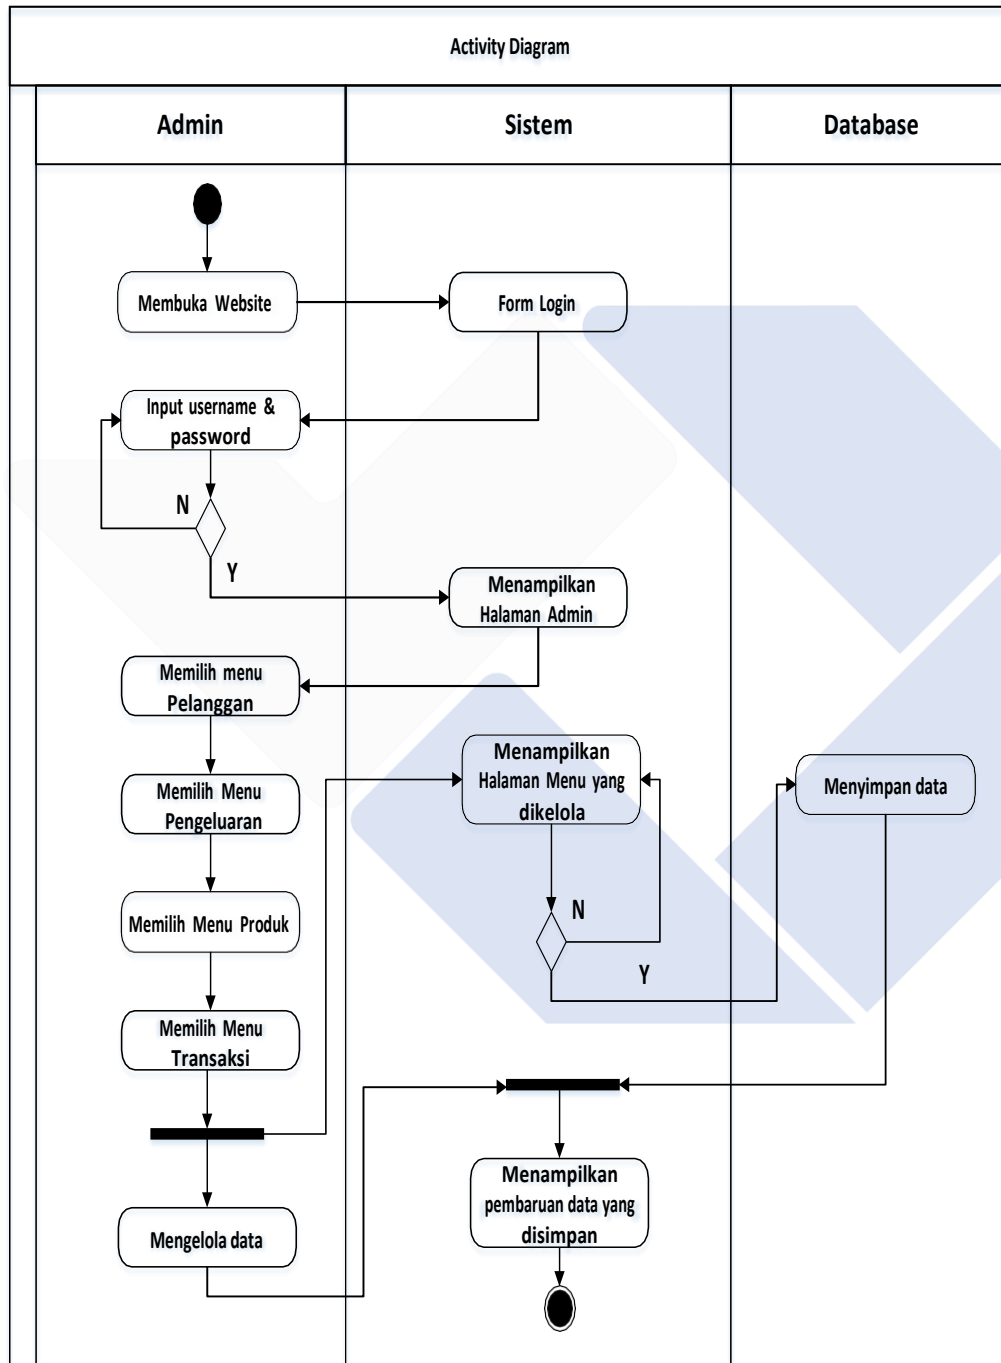 Activity Diagram
Admin
Sistem
Database
Membuka Website
Form Login
Input username &
password
N
Y
Menampilkan
Halaman Admin
Memilih menu
Pelanggan
Memilih Menu
Pengeluaran
Menampilkan
Halaman Menu yang
dikelola
Menyimpan data
Memilih Menu Produk
N
Y
Memilih Menu
Transaksi
Menampilkan
pembaruan data yang
disimpan
Mengelola data